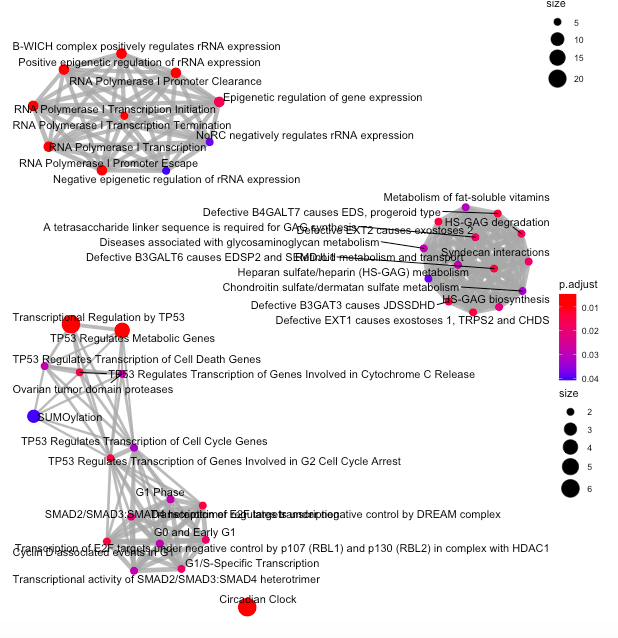 size
5
10
15
20
B-WICH complex positively regulates rRNA expression
Positive epigenetic regulation of rRNA expression
RNA Polymerase I Promoter Clearance
Epigenetic regulation of gene expression
RNA Polymerase I Transcription Initiation
RNA Polymerase I Transcription Termination
NoRC negatively regulates rRNA expression
RNA Polymerase I Transcription
RNA Polymerase I Promoter Escape
Negative epigenetic regulation of rRNA expression
Metabolism of fat-soluble vitamins
Defective B4GALT7 causes EDS, progeroid type
HS-GAG degradation
A tetrasaccharide linker sequence is required for GAG synthesis
Defective EXT2 causes exostoses 2
Diseases associated with glycosaminoglycan metabolism
Syndecan interactions
Defective B3GALT6 causes EDSP2 and SEMDJL1
metabolism and transport
Heparan sulfate/heparin (HS-GAG) metabolism
Chondroitin sulfate/dermatan sulfate metabolism
HS-GAG biosynthesis
Defective B3GAT3 causes JDSSDHD
Defective EXT1 causes exostoses 1, TRPS2 and CHDS
p.adjust
0.01
0.02
0.03
0.04
size
2
3
4
5
6
Transcriptional Regulation by TP53
TP53 Regulates Metabolic Genes
TP53 Regulates Transcription of Cell Death Genes
TP53 Regulates Transcription of Genes Involved in Cytochrome C Release
Ovarian tumor domain proteases
SUMOylation
TP53 Regulates Transcription of Cell Cycle Genes
TP53 Regulates Transcription of Genes Involved in G2 Cell Cycle Arrest
G1 Phase
SMAD2/SMAD3:SMAD4 heterotrimer regulates transcription
Transcription of E2F targets under negative control by DREAM complex
G0 and Early G1
Transcription of E2F targets under negative control by p107 (RBL1) and p130 (RBL2) in complex with HDAC1
Cyclin D associated events in G1
G1/S-Specific Transcription
Transcriptional activity of SMAD2/SMAD3:SMAD4 heterotrimer
Circadian Clock